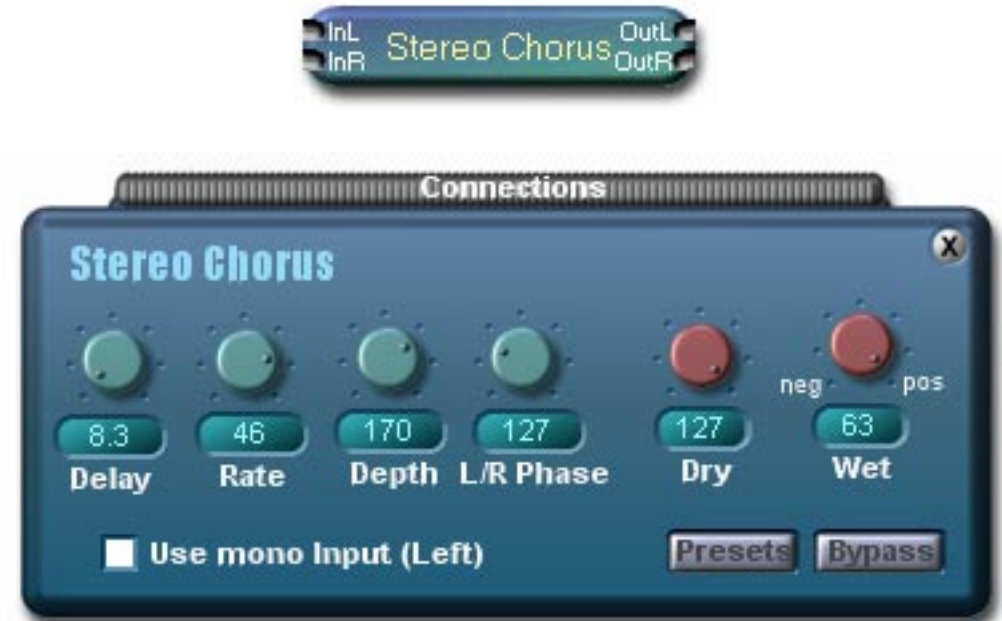 InL
InR
Stereo Chorus
OutL
OutR
Connections
Stereo Chorus
X
neg
pos
8.3
46
170
127
127
63
Delay
Rate
Depth
L/R Phase
Dry
Wet
Use mono Input (Left)
Presets
Bypass